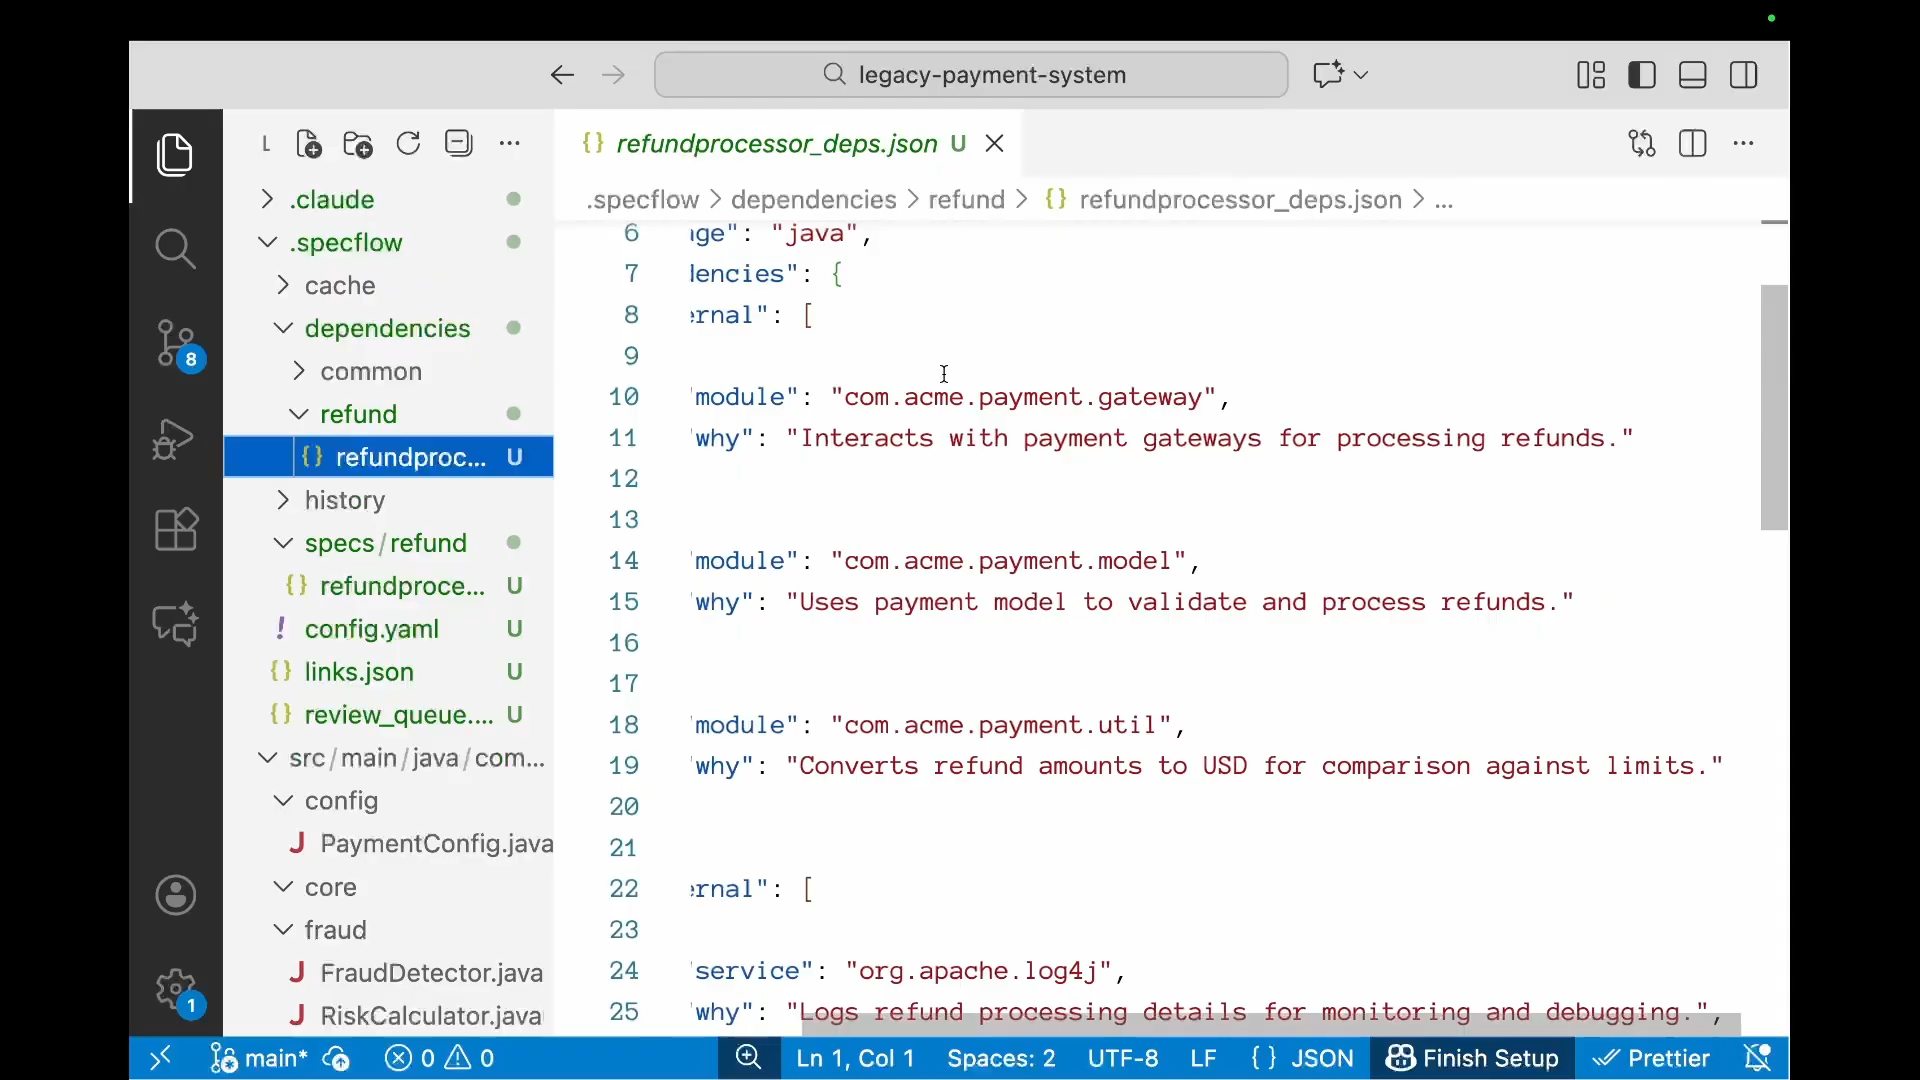 legacy-payment-system
L
refundprocessor_deps.json U
.specflow > dependencies > refund > {} refundprocessor_deps.json > ...
.claude
.specflow
cache
dependencies
common
refund
{} refundproc... U
history
specs/refund
{} refundproce... U
! config.yaml U
{} links.json U
{} review_queue.... U
src/main/java/com...
config
J PaymentConfig.java
core
fraud
J FraudDetector.java
J RiskCalculator.java
8
1
6 age": "java",
7 dencies": {
8 ernal": [
9
10 "module": "com.acme.payment.gateway",
11 "why": "Interacts with payment gateways for processing refunds."
12
13
14 "module": "com.acme.payment.model",
15 "why": "Uses payment model to validate and process refunds."
16
17
18 "module": "com.acme.payment.util",
19 "why": "Converts refund amounts to USD for comparison against limits."
20
21
22 ernal": [
23
24 "service": "org.apache.log4j",
25 "why": "Logs refund processing details for monitoring and debugging.",
main* 0 0 Ln 1, Col 1 Spaces: 2 UTF-8 LF {} JSON Finish Setup Prettier